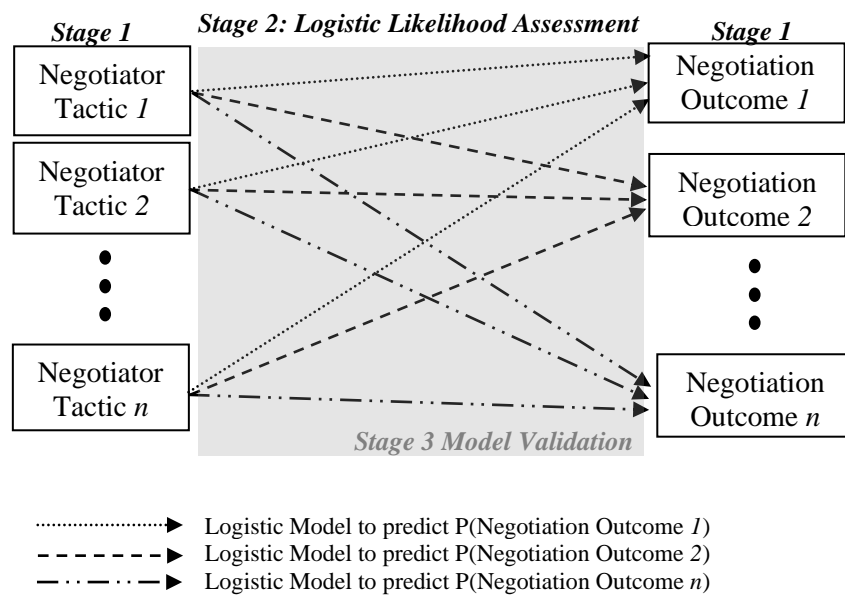 Stage 1
Stage 2: Logistic Likelihood Assessment
Stage 1
Negotiator
Tactic 1
Negotiation
Outcome 1
Negotiator
Tactic 2
Negotiation
Outcome 2
Negotiator
Tactic n
Negotiation
Outcome n
Stage 3 Model Validation
Logistic Model to predict P(Negotiation Outcome 1)
Logistic Model to predict P(Negotiation Outcome 2)
Logistic Model to predict P(Negotiation Outcome n)